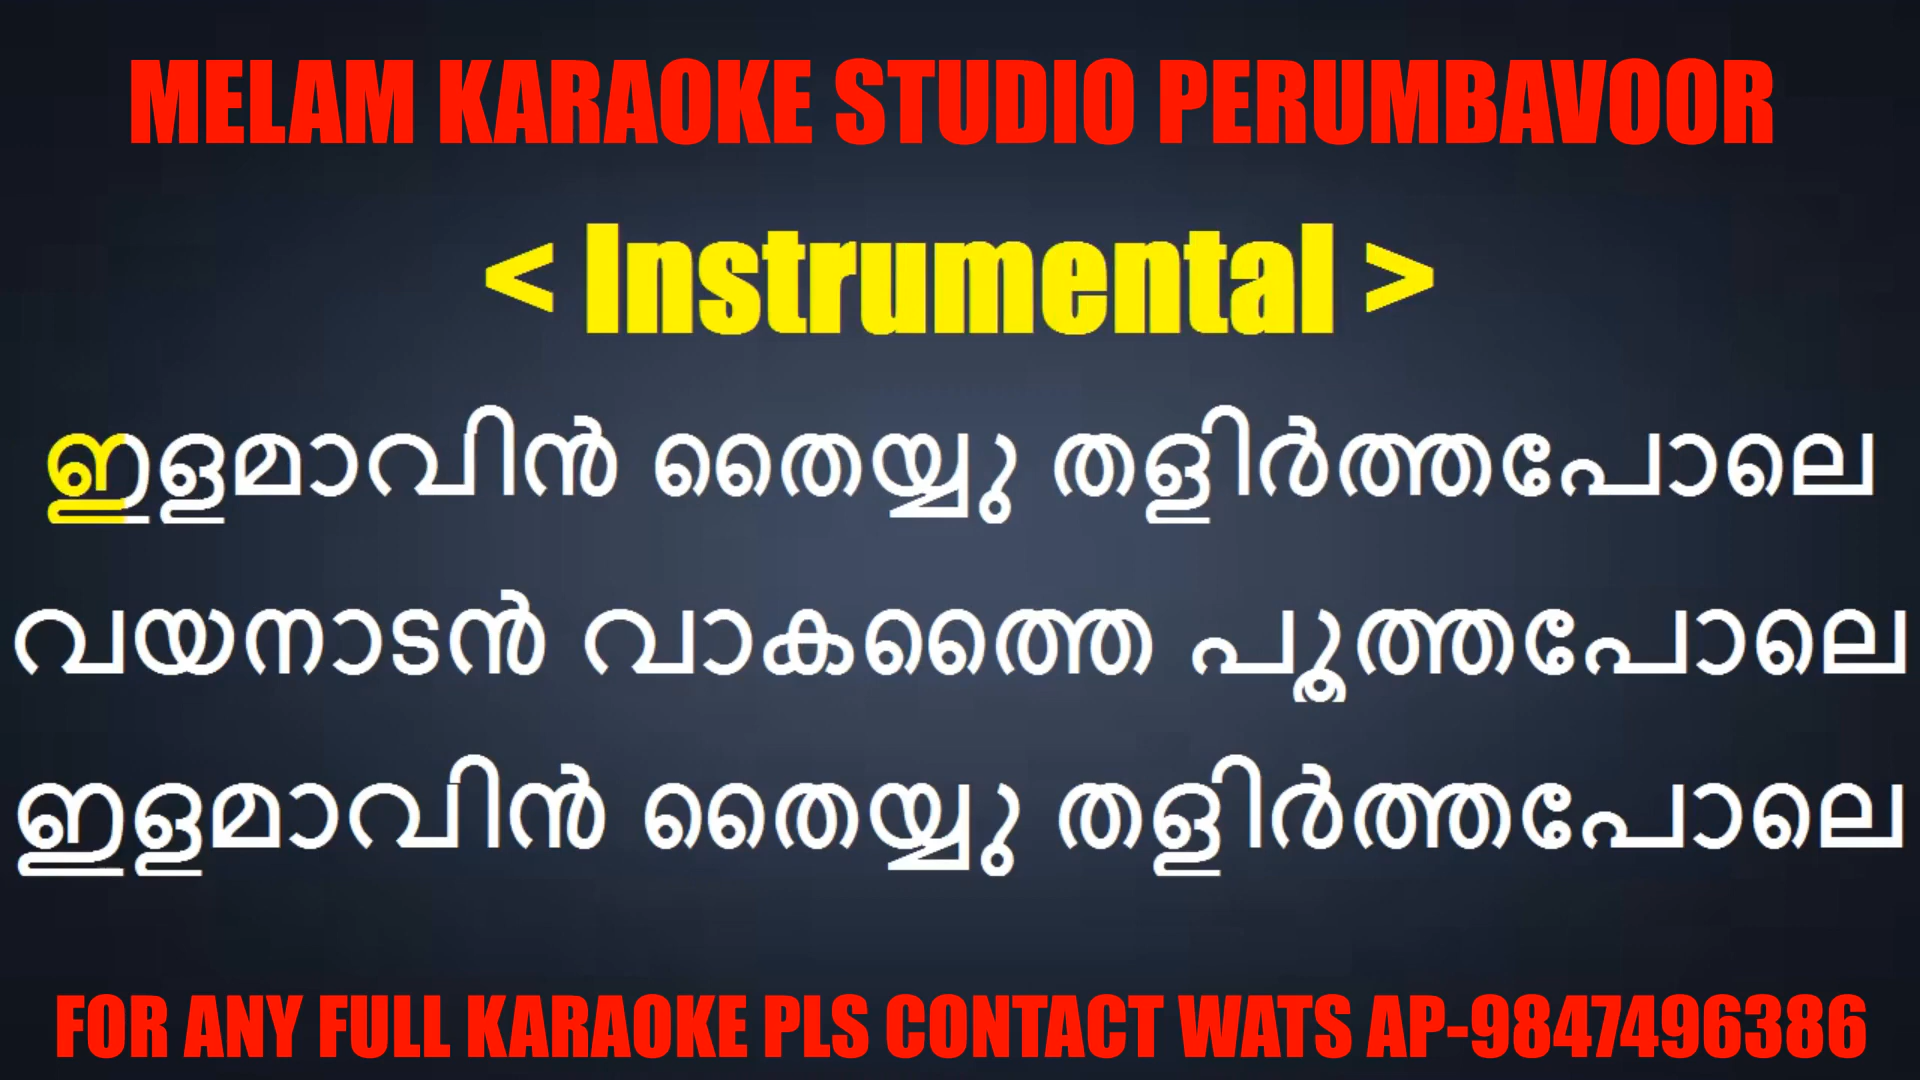 MELAM KARAOKE STUDIO PERUMBAVOOR
< Instrumental >
ഇളമാവിൻ തൈയ്യു തളിർത്തപോലെ
വയനാടൻ വാകത്തൈ പൂത്തപോലെ
ഇളമാവിൻ തൈയ്യു തളിർത്തപോലെ
FOR ANY FULL KARAOKE PLS CONTACT WATS AP-9847496386